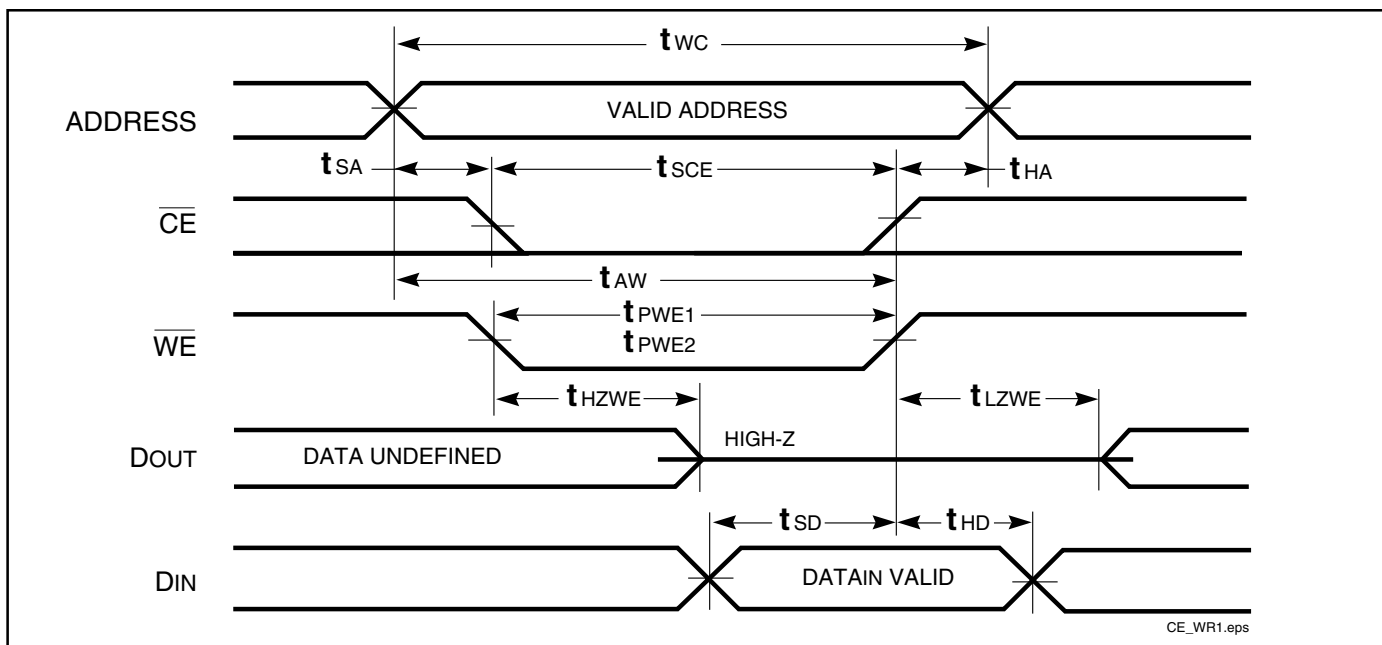 tWC
ADDRESS
VALID ADDRESS
tSA
tSCE
tHA
CE
tAW
WE
tPWE1
tPWE2
tHZWE
tLZWE
DOUT
DATA UNDEFINED
HIGH-Z
tSD
tHD
DIN
DATAIN VALID
CE_WR1.eps